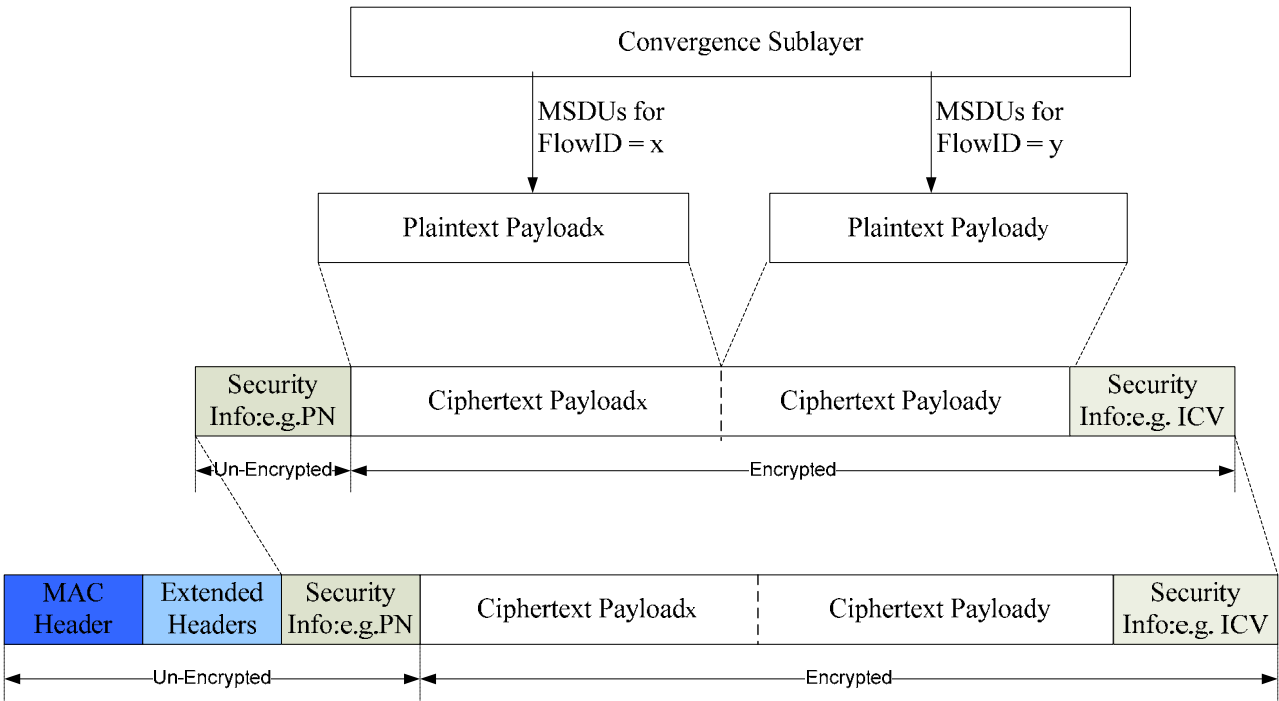 Convergence Sublayer
MSDUs for
FlowID = x
MSDUs for
FlowID = y
Plaintext Payloadx
Plaintext Payloady
Security
Info:e.g.PN
Ciphertext Payloadx
Ciphertext Payloady
Security
Info:e.g. ICV
Un-Encrypted
Encrypted
MAC
Header
Extended
Headers
Security
Info:e.g.PN
Ciphertext Payloadx
Ciphertext Payloady
Security
Info:e.g. ICV
Un-Encrypted
Encrypted